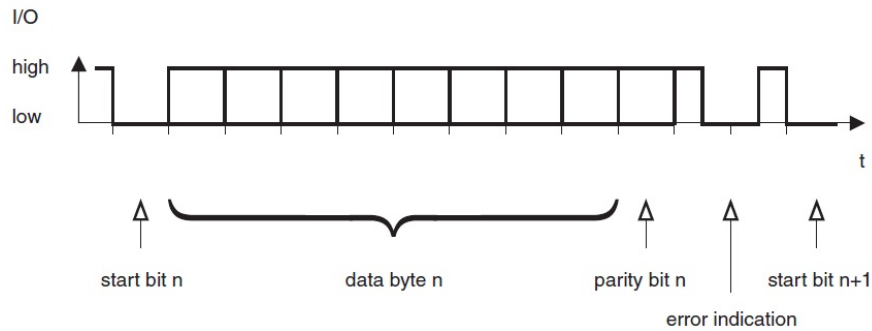 I/O
high
low
t
start bit n
data byte n
parity bit n
start bit n+1
error indication